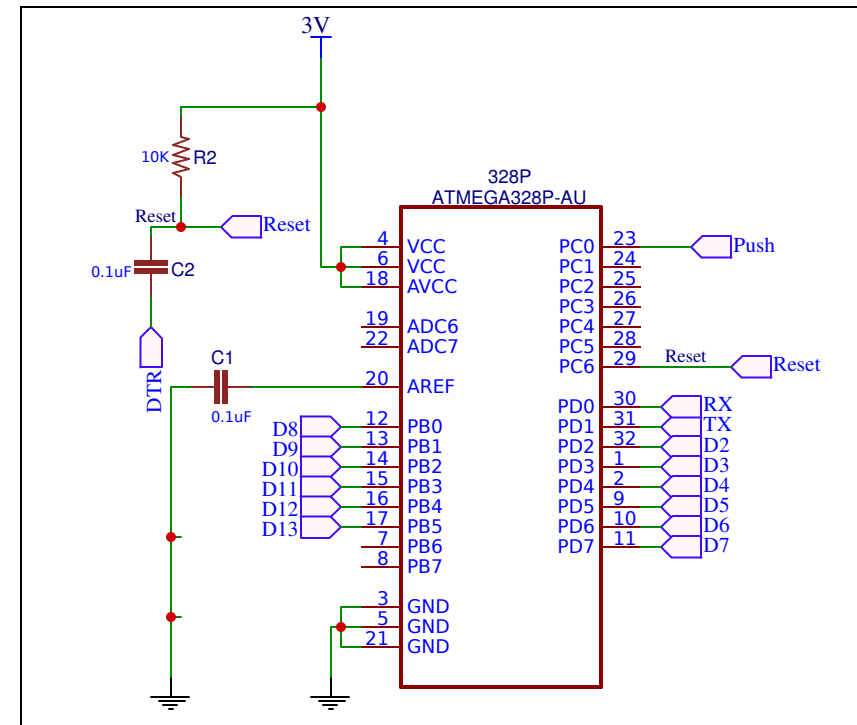 3V
10K R2
Reset
Reset
0.1uF C2
DTR
C1
0.1uF
328P
ATMEGA328P-AU
4 VCC
6 VCC
18 AVCC
19 ADC6
22 ADC7
20 AREF
D8 12 PB0
D9 13 PB1
D10 14 PB2
D11 15 PB3
D12 16 PB4
D13 17 PB5
7 PB6
8 PB7
3 GND
5 GND
21 GND
PC0 23 Push
PC1 24
PC2 25
PC3 26
PC4 27
PC5 28
PC6 29 Reset Reset
PD0 30 RX
PD1 31 TX
PD2 32 D2
PD3 1 D3
PD4 2 D4
PD5 9 D5
PD6 10 D6
PD7 11 D7